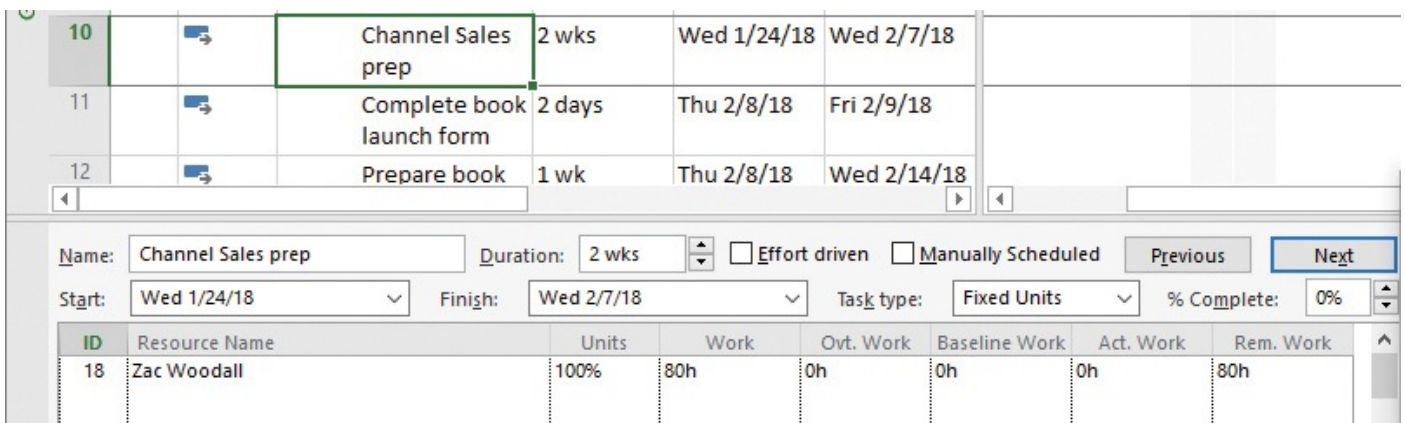 10 Channel Sales 2 wks Wed 1/24/18 Wed 2/7/18
prep
11 Complete book 2 days Thu 2/8/18 Fri 2/9/18
launch form
12 Prepare book 1 wk Thu 2/8/18 Wed 2/14/18
Name: Channel Sales prep Duration: 2 wks Effort driven Manually Scheduled Previous Next
Start: Wed 1/24/18 Finish: Wed 2/7/18 Task type: Fixed Units % Complete: 0%
ID Resource Name Units Work Ovt. Work Baseline Work Act. Work Rem. Work
18 Zac Woodall 100% 80h 0h 0h 0h 80h